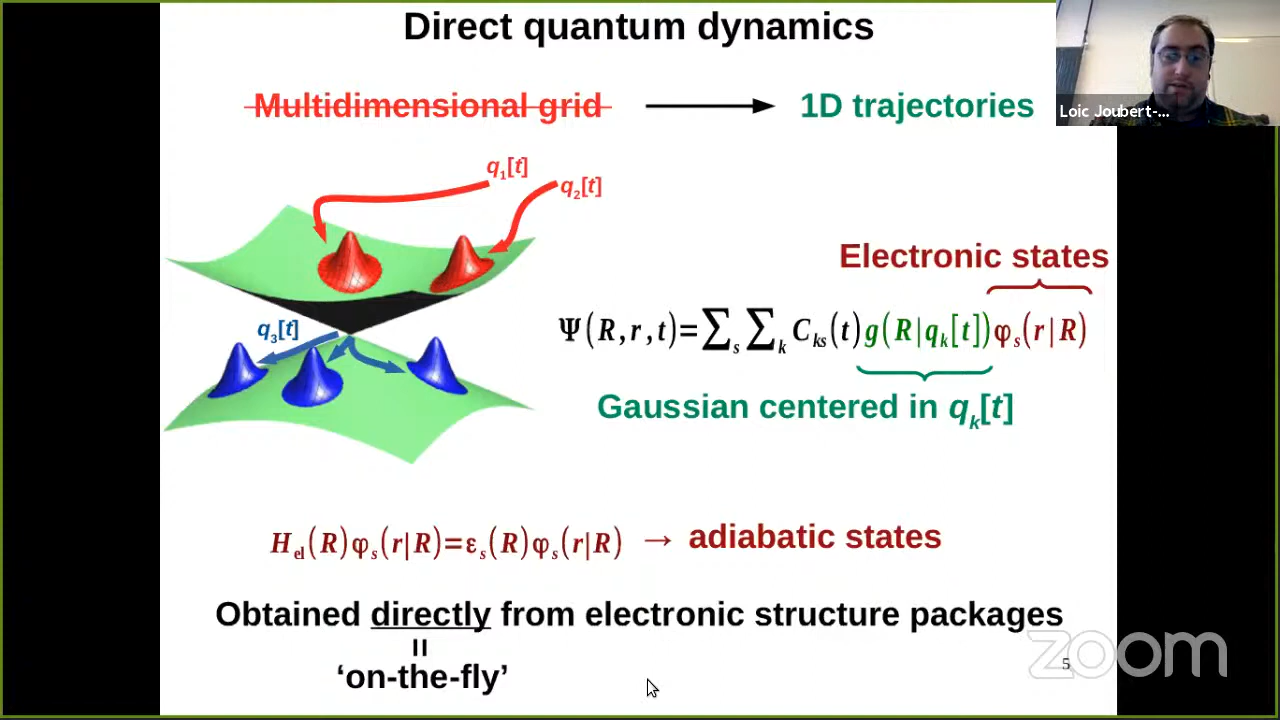 Direct quantum dynamics
Multidimensional grid
1D trajectories
Loic Joubert-...
q1[t]
q2[t]
Electronic states
q3[t]
Ψ(R,r,t)=∑s∑k Cks(t)g(R|qk[t])φs(r|R)
Gaussian centered in qk[t]
Hel(R)φs(r|R)=εs(R)φs(r|R) → adiabatic states
Obtained directly from electronic structure packages
=
‘on-the-fly’
5
zoom